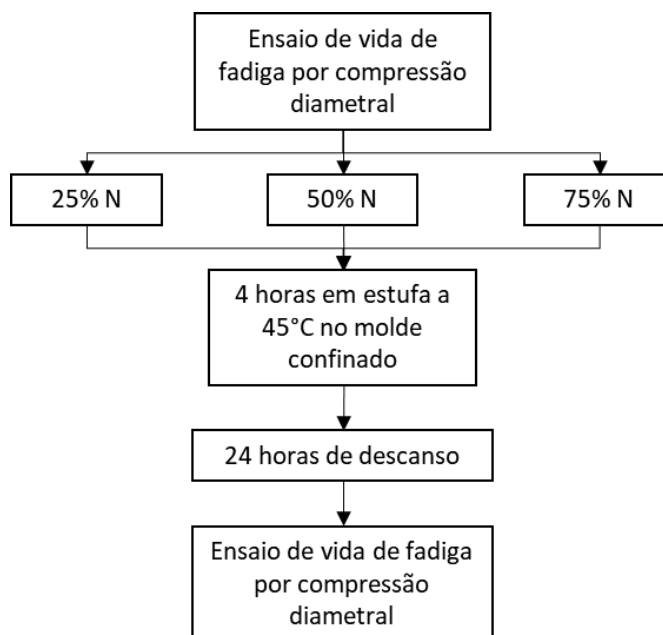 Ensaio de vida de
fadiga por compressão
diametral
25% N
50% N
75% N
4 horas em estufa a
45°C no molde
confinado
24 horas de descanso
Ensaio de vida de fadiga
por compressão
diametral